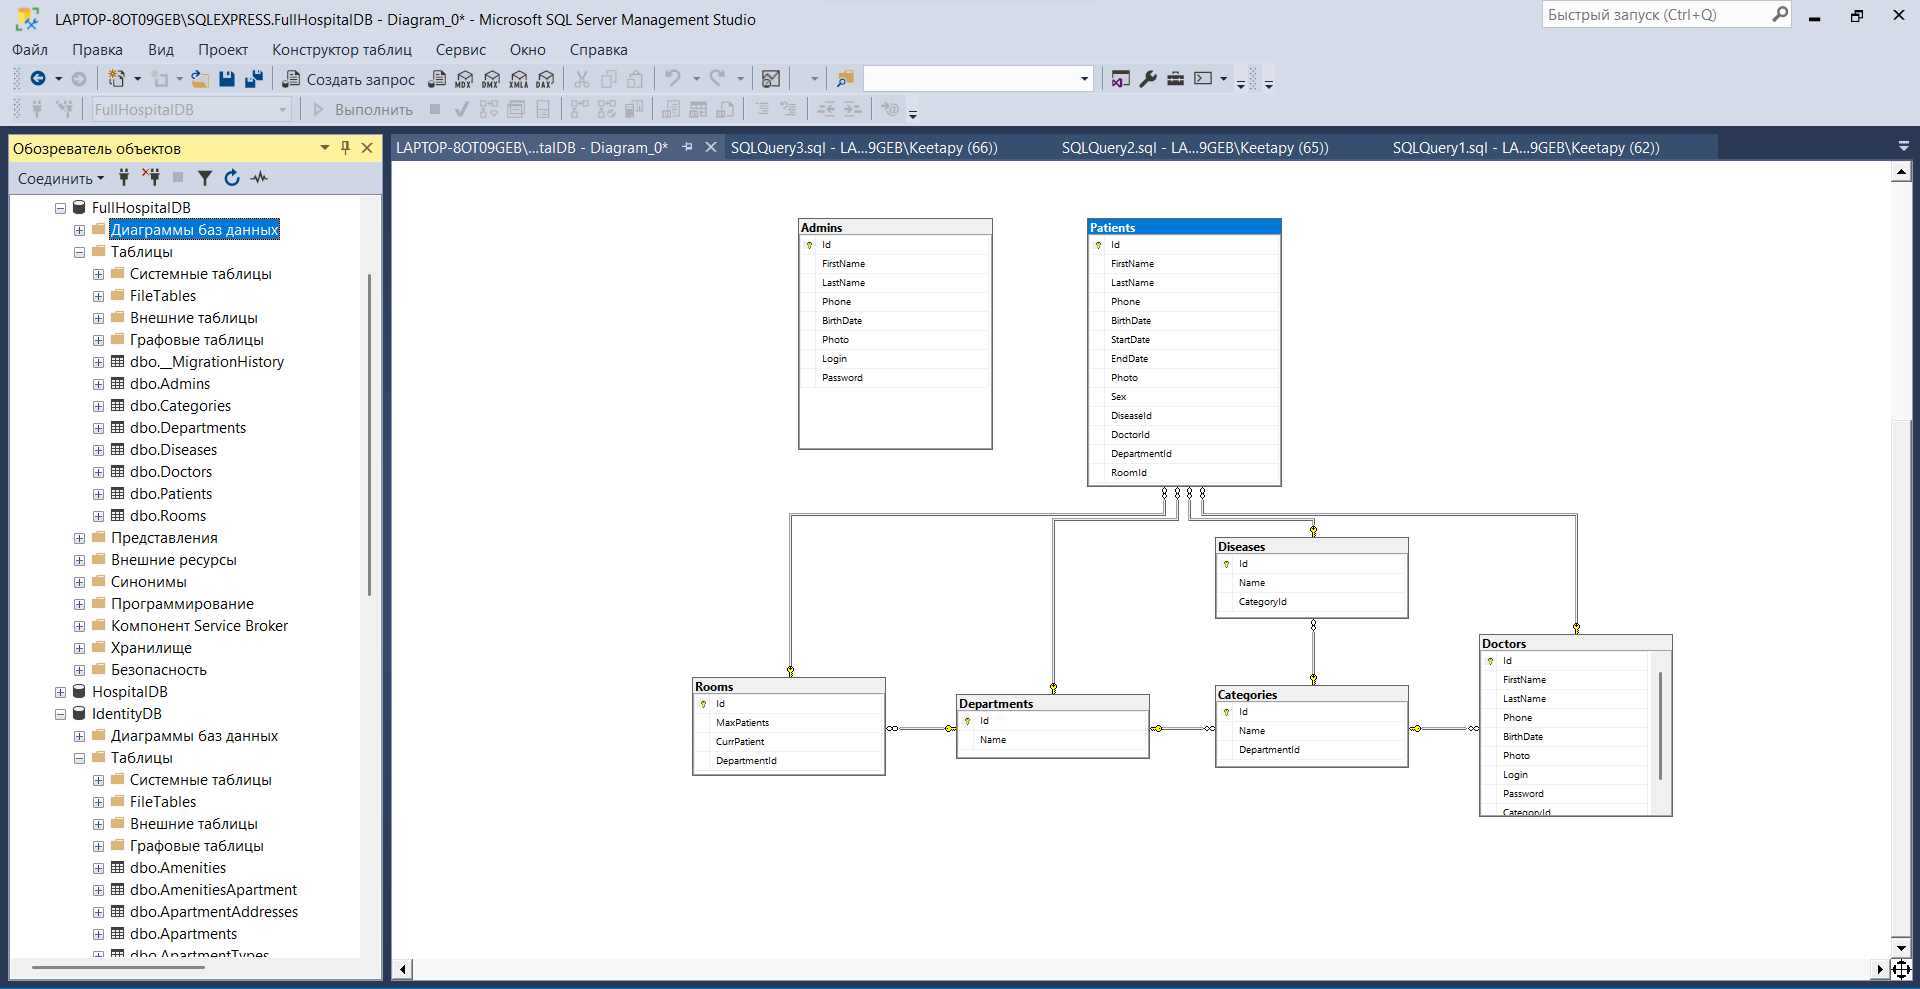 LAPTOP-8OT09GEB\SQLEXPRESS.FullHospitalDB - Diagram_0* - Microsoft SQL Server Management Studio
Быстрый запуск (Ctrl+Q)
Файл Правка Вид Проект Конструктор таблиц Сервис Окно Справка
Создать запрос MDX DMX XMLA DAX
FullHospitalDB Выполнить
Обозреватель объектов
Соединить
FullHospitalDB
Диаграммы баз данных
Таблицы
Системные таблицы
FileTables
Внешние таблицы
Графовые таблицы
dbo.__MigrationHistory
dbo.Admins
dbo.Categories
dbo.Departments
dbo.Diseases
dbo.Doctors
dbo.Patients
dbo.Rooms
Представления
Внешние ресурсы
Синонимы
Программирование
Компонент Service Broker
Хранилище
Безопасность
HospitalDB
IdentityDB
Диаграммы баз данных
Таблицы
Системные таблицы
FileTables
Внешние таблицы
Графовые таблицы
dbo.Amenities
dbo.AmenitiesApartment
dbo.ApartmentAddresses
dbo.Apartments
dbo.ApartmentTypes
LAPTOP-8OT09GEB\...talDB - Diagram_0* SQLQuery3.sql - LA...9GEB\Keetapy (66)) SQLQuery2.sql - LA...9GEB\Keetapy (65)) SQLQuery1.sql - LA...9GEB\Keetapy (62))
Admins
Id
FirstName
LastName
Phone
BirthDate
Photo
Login
Password
Patients
Id
FirstName
LastName
Phone
BirthDate
StartDate
EndDate
Photo
Sex
DiseaseId
DoctorId
DepartmentId
RoomId
Diseases
Id
Name
CategoryId
Rooms
Id
MaxPatients
CurrPatient
DepartmentId
Departments
Id
Name
Categories
Id
Name
DepartmentId
Doctors
Id
FirstName
LastName
Phone
BirthDate
Photo
Login
Password
CategoryId